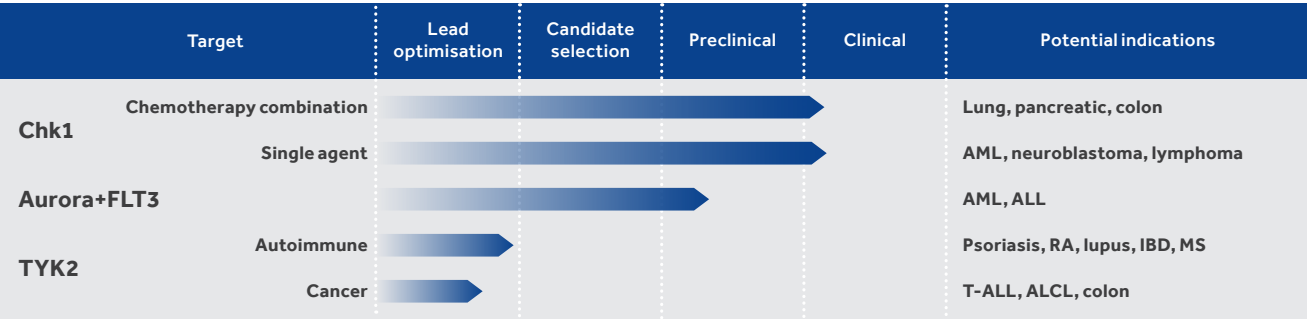 Target
Lead
optimisation
Candidate
selection
Preclinical
Clinical
Potential indications
Chk1
Chemotherapy combination
Lung, pancreatic, colon
Single agent
AML, neuroblastoma, lymphoma
Aurora+FLT3
AML, ALL
TYK2
Autoimmune
Psoriasis, RA, lupus, IBD, MS
Cancer
T-ALL, ALCL, colon